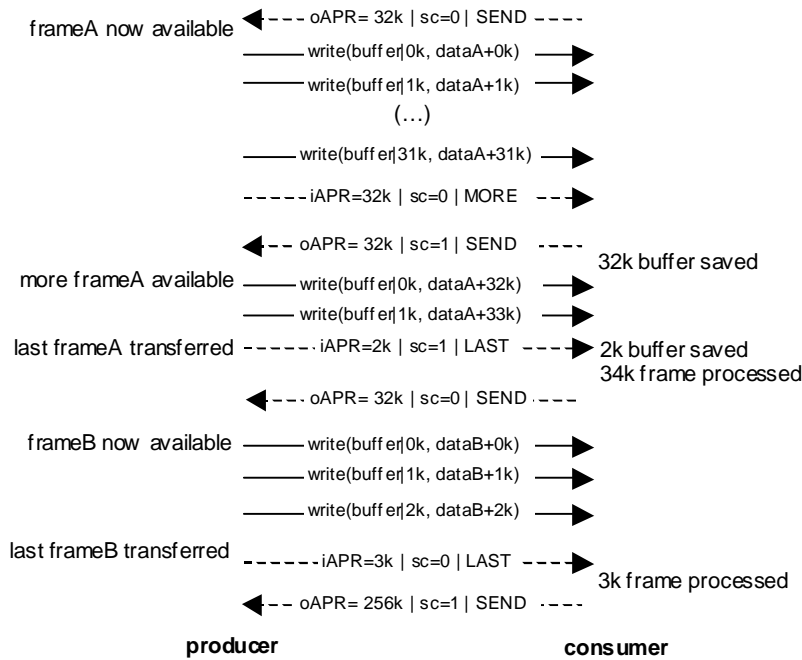 oAPR= 32k | sc=0 | SEND
frameA now available
write(buffer|0k, dataA+0k)
write(buffer|1k, dataA+1k)
(...)
write(buffer|31k, dataA+31k)
iAPR=32k | sc=0 | MORE
oAPR= 32k | sc=1 | SEND
32k buffer saved
more frameA available
write(buffer|0k, dataA+32k)
write(buffer|1k, dataA+33k)
last frameA transferred
iAPR=2k | sc=1 | LAST
2k buffer saved
34k frame processed
oAPR= 32k | sc=0 | SEND
frameB now available
write(buffer|0k, dataB+0k)
write(buffer|1k, dataB+1k)
write(buffer|2k, dataB+2k)
last frameB transferred
iAPR=3k | sc=0 | LAST
3k frame processed
oAPR= 256k | sc=1 | SEND
producer
consumer